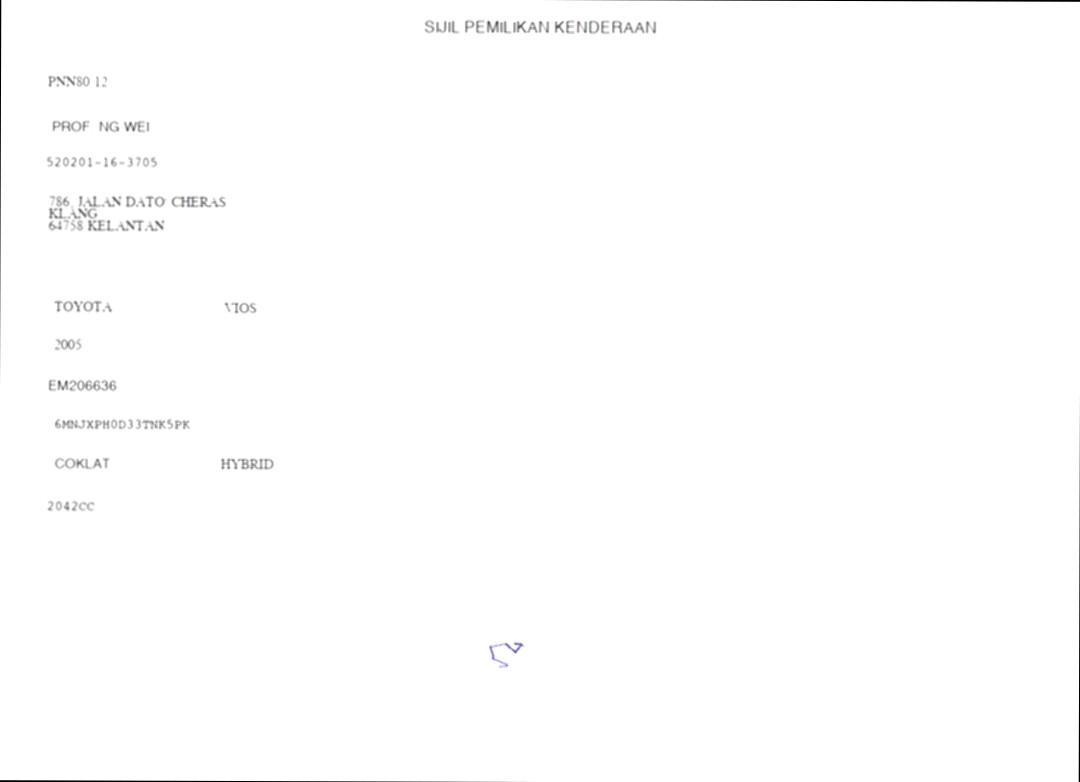 SIJIL PEMILIKAN KENDERAAN
PNN80 12
PROF NG WEI
520201-16-3705
786, JALAN DATO' CHERAS
KLANG
64758 KELANTAN
TOYOTA VIOS
2005
EM206636
6MNJXPH0D33TNK5PK
COKLAT HYBRID
2042CC